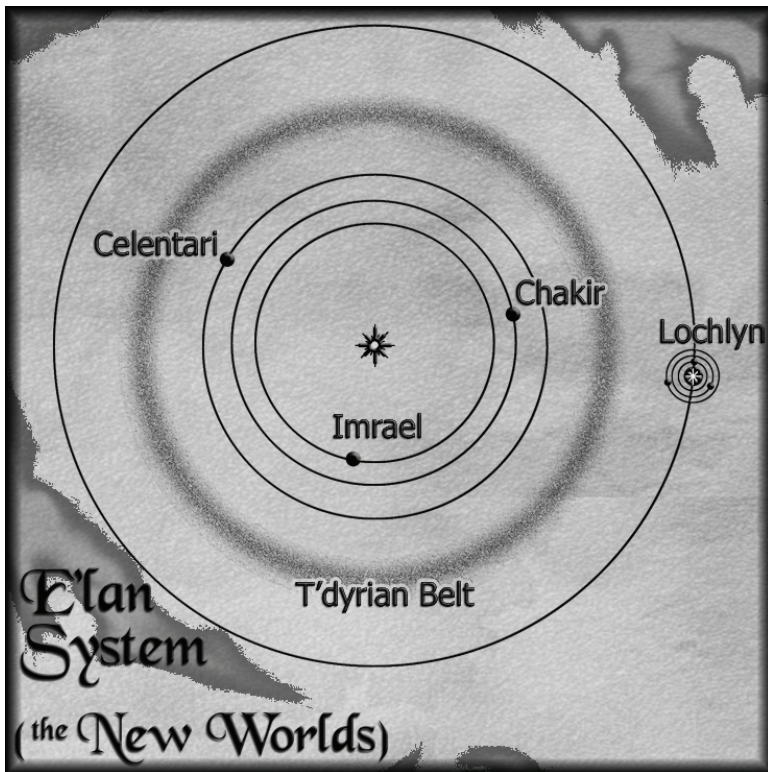 Celentari
Chakir
Lochlyn
Imrael
T'dyrian Belt
E'lan
System
(the New Worlds)